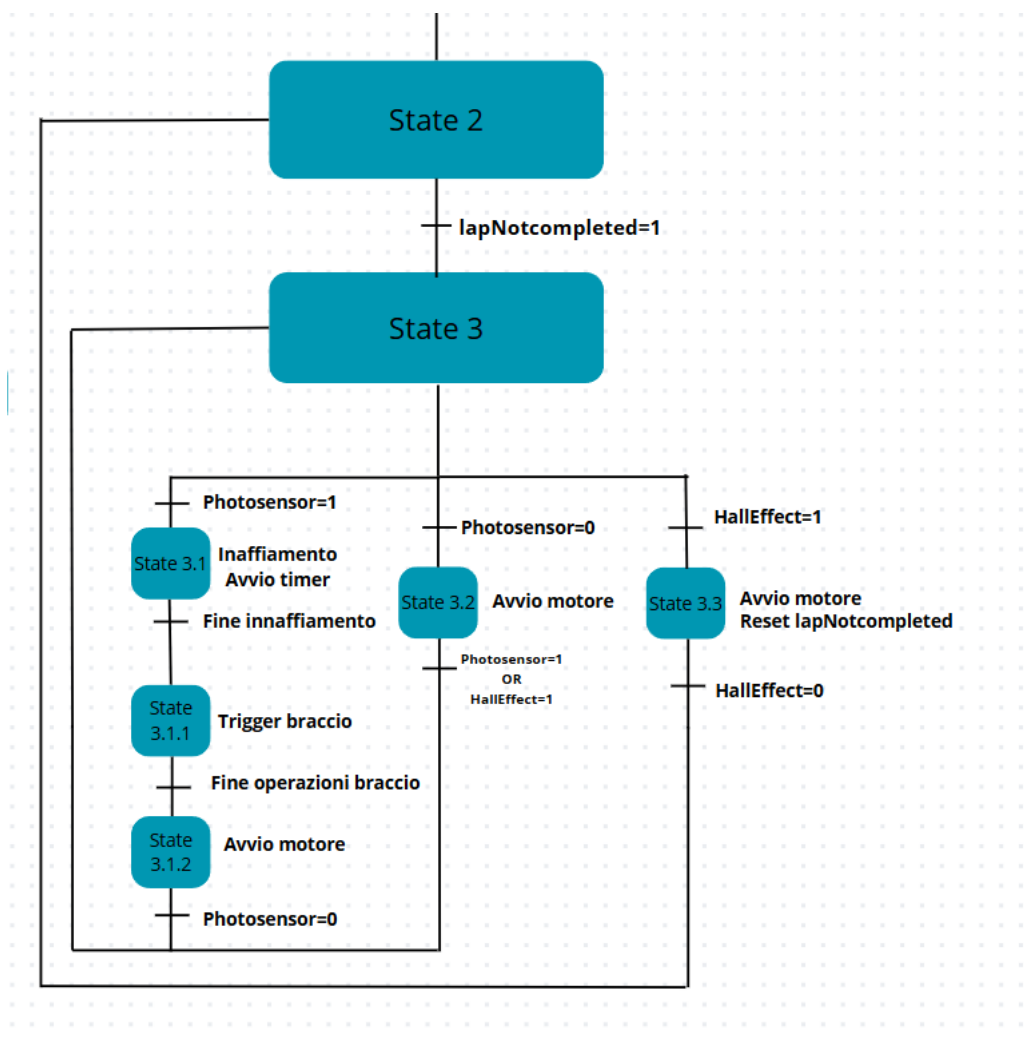 State 2
lapNotcompleted=1
State 3
Photosensor=1
State 3.1
Inaffiamento
Avvio timer
Fine innaffiamento
State
3.1.1
Trigger braccio
Fine operazioni braccio
State
3.1.2
Avvio motore
Photosensor=0
Photosensor=0
State 3.2
Avvio motore
Photosensor=1
OR
HallEffect=1
HallEffect=1
State 3.3
Avvio motore
Reset lapNotcompleted
HallEffect=0